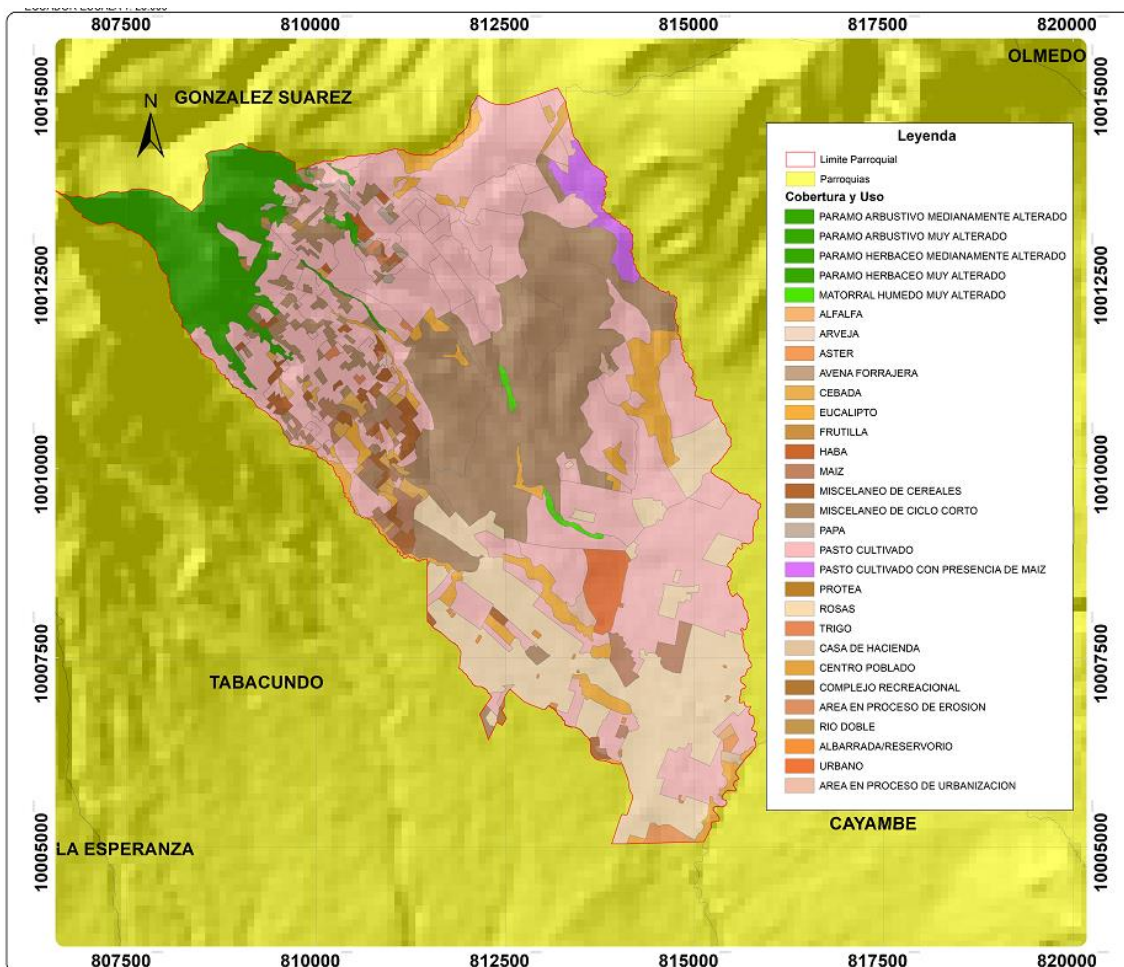 ECUADOR ESCALA 1: 25.000
807500 810000 812500 815000 817500 820000
OLMEDO
10015000
10015000
GONZALEZ SUAREZ
N
Leyenda
Limite Parroquial
Parroquias
Cobertura y Uso
PARAMO ARBUSTIVO MEDIANAMENTE ALTERADO
PARAMO ARBUSTIVO MUY ALTERADO
PARAMO HERBACEO MEDIANAMENTE ALTERADO
PARAMO HERBACEO MUY ALTERADO
MATORRAL HUMEDO MUY ALTERADO
ALFALFA
ARVEJA
ASTER
AVENA FORRAJERA
CEBADA
EUCALIPTO
FRUTILLA
HABA
MAIZ
MISCELANEO DE CEREALES
MISCELANEO DE CICLO CORTO
PAPA
PASTO CULTIVADO
PASTO CULTIVADO CON PRESENCIA DE MAIZ
PROTEA
ROSAS
TRIGO
CASA DE HACIENDA
CENTRO POBLADO
COMPLEJO RECREACIONAL
AREA EN PROCESO DE EROSION
RIO DOBLE
ALBARRADA/RESERVORIO
URBANO
AREA EN PROCESO DE URBANIZACION
10012500
10012500
10010000
10010000
10007500
10007500
TABACUNDO
CAYAMBE
LA ESPERANZA
10005000
10005000
807500 810000 812500 815000 817500 820000